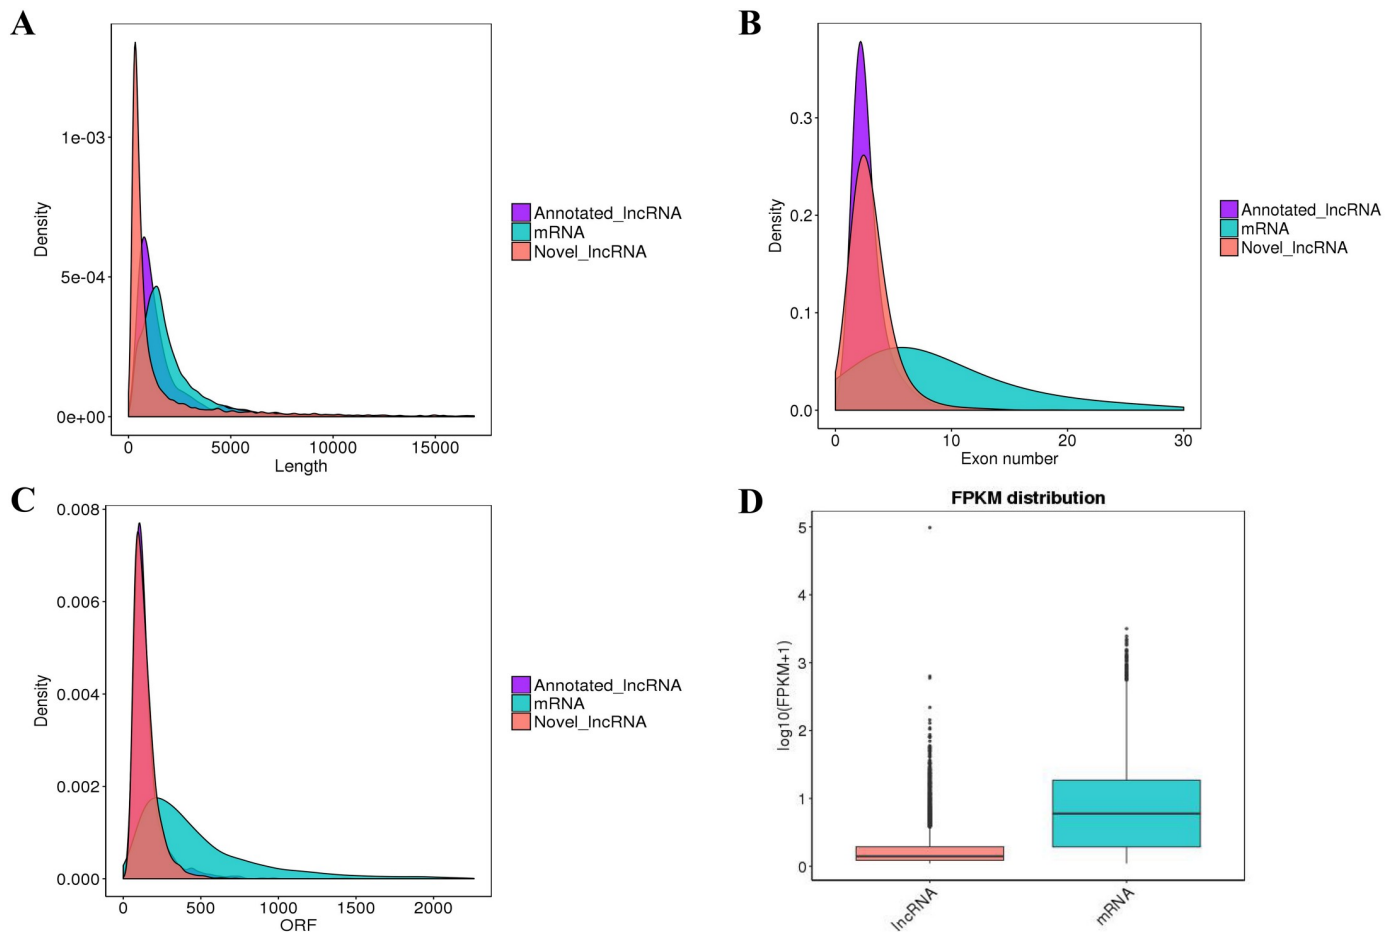 A
Density
1e-03
5e-04
0e+00
0 5000 10000 15000
Length
Annotated_lncRNA
mRNA
Novel_lncRNA
B
Density
0.3
0.2
0.1
0.0
0 10 20 30
Exon number
Annotated_lncRNA
mRNA
Novel_lncRNA
C
Density
0.008
0.006
0.004
0.002
0.000
0 500 1000 1500 2000
ORF
Annotated_lncRNA
mRNA
Novel_lncRNA
D
FPKM distribution
log10(FPKM+1)
5
4
3
2
1
0
lncRNA mRNA